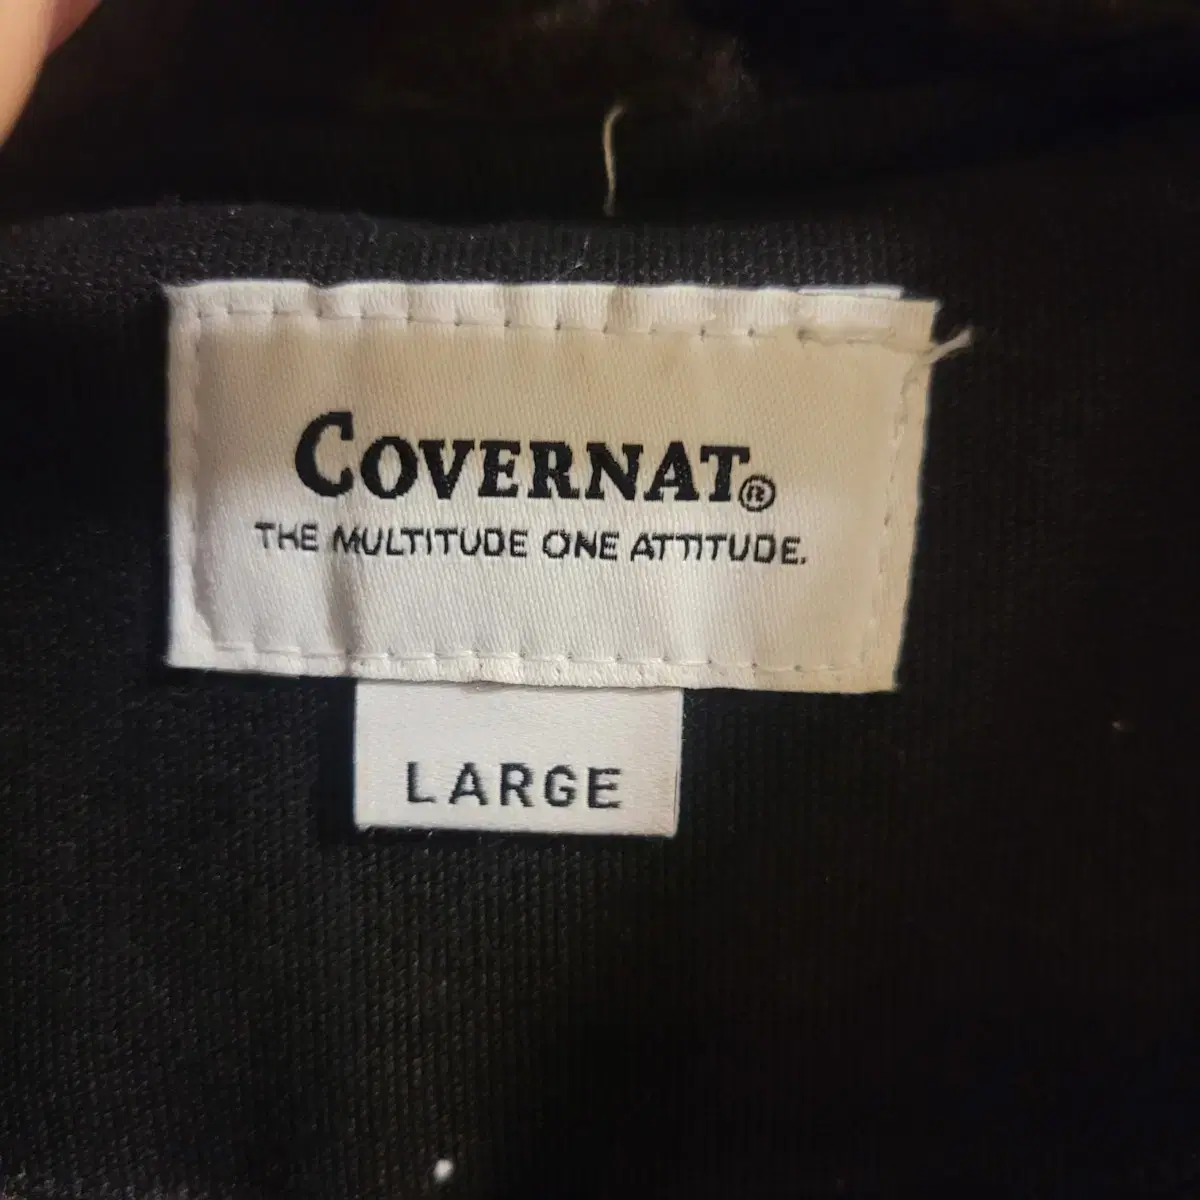 COVERNAT®
THE MULTITUDE ONE ATTITUDE.
LARGE